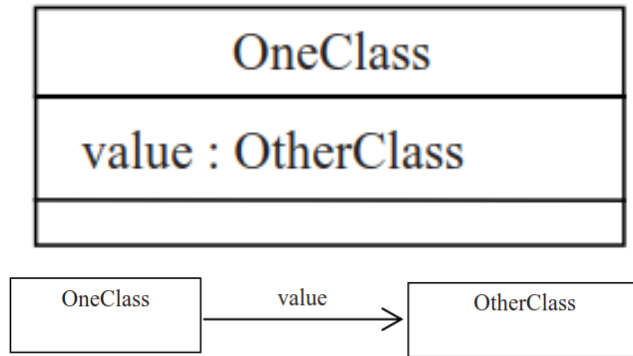 OneClass
value : OtherClass
OneClass
value
OtherClass